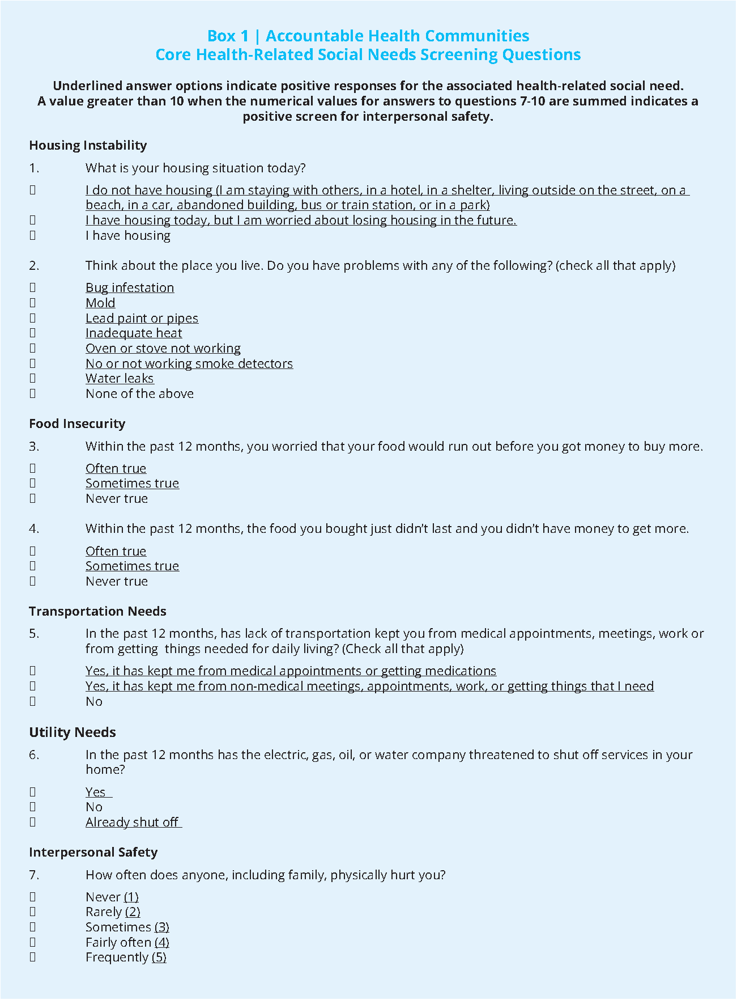 Box 1 | Accountable Health Communities
Core Health-Related Social Needs Screening Questions
Underlined answer options indicate positive responses for the associated health-related social need.
A value greater than 10 when the numerical values for answers to questions 7-10 are summed indicates a
positive screen for interpersonal safety.
Housing Instability
1. What is your housing situation today?
▯ I do not have housing (I am staying with others, in a hotel, in a shelter, living outside on the street, on a
beach, in a car, abandoned building, bus or train station, or in a park)
▯ I have housing today, but I am worried about losing housing in the future.
▯ I have housing
2. Think about the place you live. Do you have problems with any of the following? (check all that apply)
▯ Bug infestation
▯ Mold
▯ Lead paint or pipes
▯ Inadequate heat
▯ Oven or stove not working
▯ No or not working smoke detectors
▯ Water leaks
▯ None of the above
Food Insecurity
3. Within the past 12 months, you worried that your food would run out before you got money to buy more.
▯ Often true
▯ Sometimes true
▯ Never true
4. Within the past 12 months, the food you bought just didn’t last and you didn’t have money to get more.
▯ Often true
▯ Sometimes true
▯ Never true
Transportation Needs
5. In the past 12 months, has lack of transportation kept you from medical appointments, meetings, work or
from getting things needed for daily living? (Check all that apply)
▯ Yes, it has kept me from medical appointments or getting medications
▯ Yes, it has kept me from non-medical meetings, appointments, work, or getting things that I need
▯ No
Utility Needs
6. In the past 12 months has the electric, gas, oil, or water company threatened to shut off services in your
home?
▯ Yes
▯ No
▯ Already shut off
Interpersonal Safety
7. How often does anyone, including family, physically hurt you?
▯ Never (1)
▯ Rarely (2)
▯ Sometimes (3)
▯ Fairly often (4)
▯ Frequently (5)